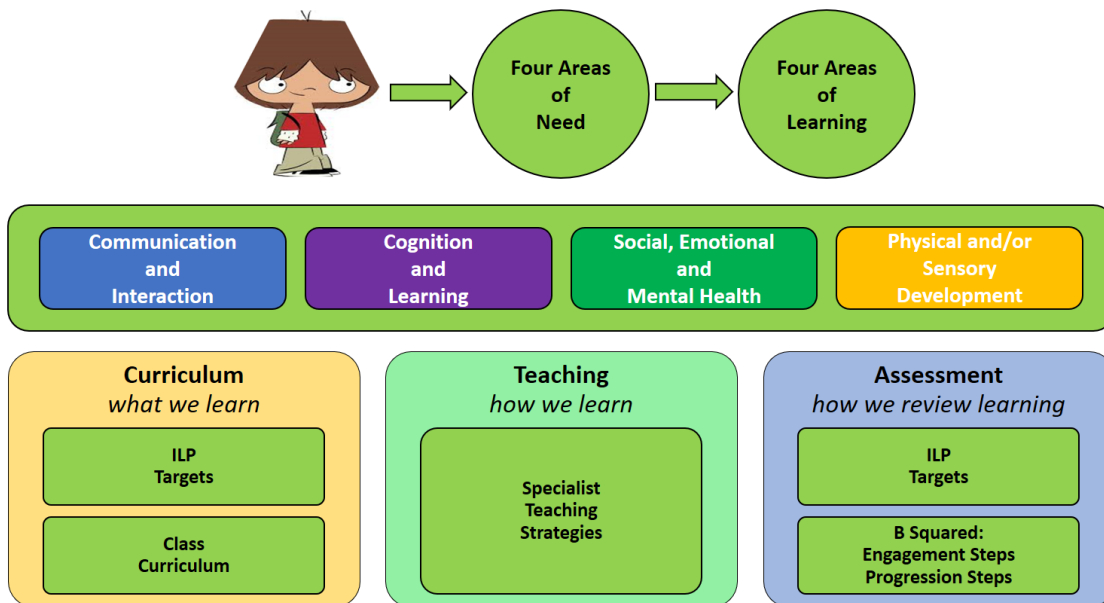 Four Areas
of
Need
Four Areas
of
Learning
Communication
and
Interaction
Cognition
and
Learning
Social, Emotional
and
Mental Health
Physical and/or
Sensory
Development
Curriculum
what we learn
ILP
Targets
Class
Curriculum
Teaching
how we learn
Specialist
Teaching
Strategies
Assessment
how we review learning
ILP
Targets
B Squared:
Engagement Steps
Progression Steps